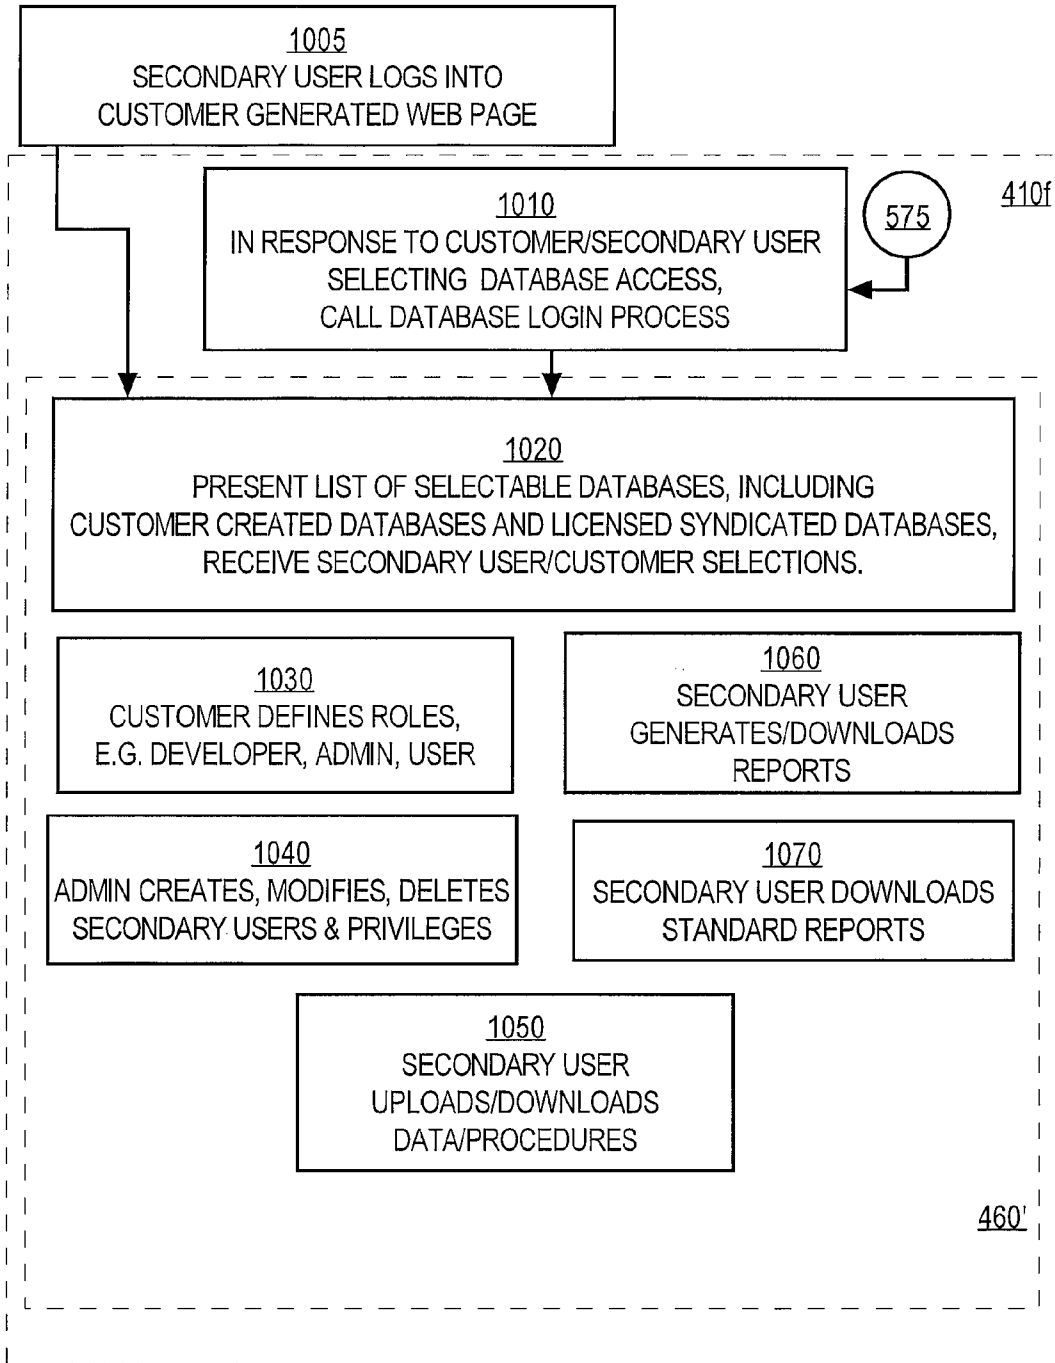 1005
SECONDARY USER LOGS INTO
CUSTOMER GENERATED WEB PAGE
410f
1010
IN RESPONSE TO CUSTOMER/SECONDARY USER
SELECTING DATABASE ACCESS,
CALL DATABASE LOGIN PROCESS
575
1020
PRESENT LIST OF SELECTABLE DATABASES, INCLUDING
CUSTOMER CREATED DATABASES AND LICENSED SYNDICATED DATABASES,
RECEIVE SECONDARY USER/CUSTOMER SELECTIONS.
1030
CUSTOMER DEFINES ROLES,
E.G. DEVELOPER, ADMIN, USER
1060
SECONDARY USER
GENERATES/DOWNLOADS
REPORTS
1040
ADMIN CREATES, MODIFIES, DELETES
SECONDARY USERS & PRIVILEGES
1070
SECONDARY USER DOWNLOADS
STANDARD REPORTS
1050
SECONDARY USER
UPLOADS/DOWNLOADS
DATA/PROCEDURES
460'